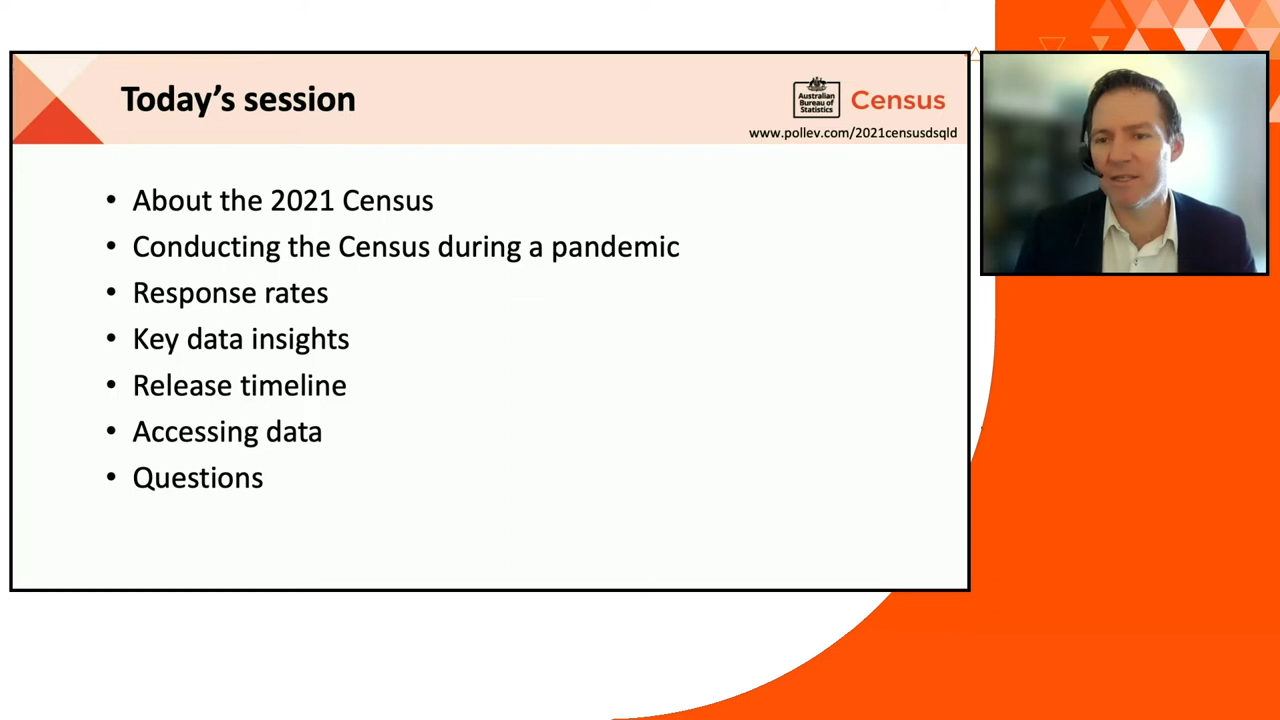 Today's session
Australian
Bureau of
Statistics
Census
www.pollev.com/2021censusdsqld
• About the 2021 Census
• Conducting the Census during a pandemic
• Response rates
• Key data insights
• Release timeline
• Accessing data
• Questions